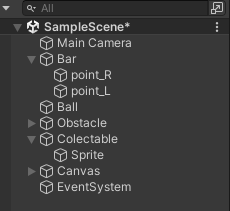 All
SampleScene*
Main Camera
Bar
point_R
point_L
Ball
Obstacle
Colectable
Sprite
Canvas
EventSystem